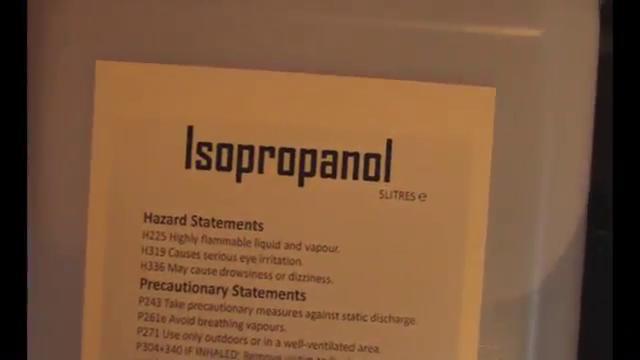 Isopropanol
5LITRES ℮
Hazard Statements
H225 Highly flammable liquid and vapour.
H319 Causes serious eye irritation.
H336 May cause drowsiness or dizziness.
Precautionary Statements
P243 Take precautionary measures against static discharge.
P261e Avoid breathing vapours.
P271 Use only outdoors or in a well-ventilated area.
P304+340 IF INHALED: Remove